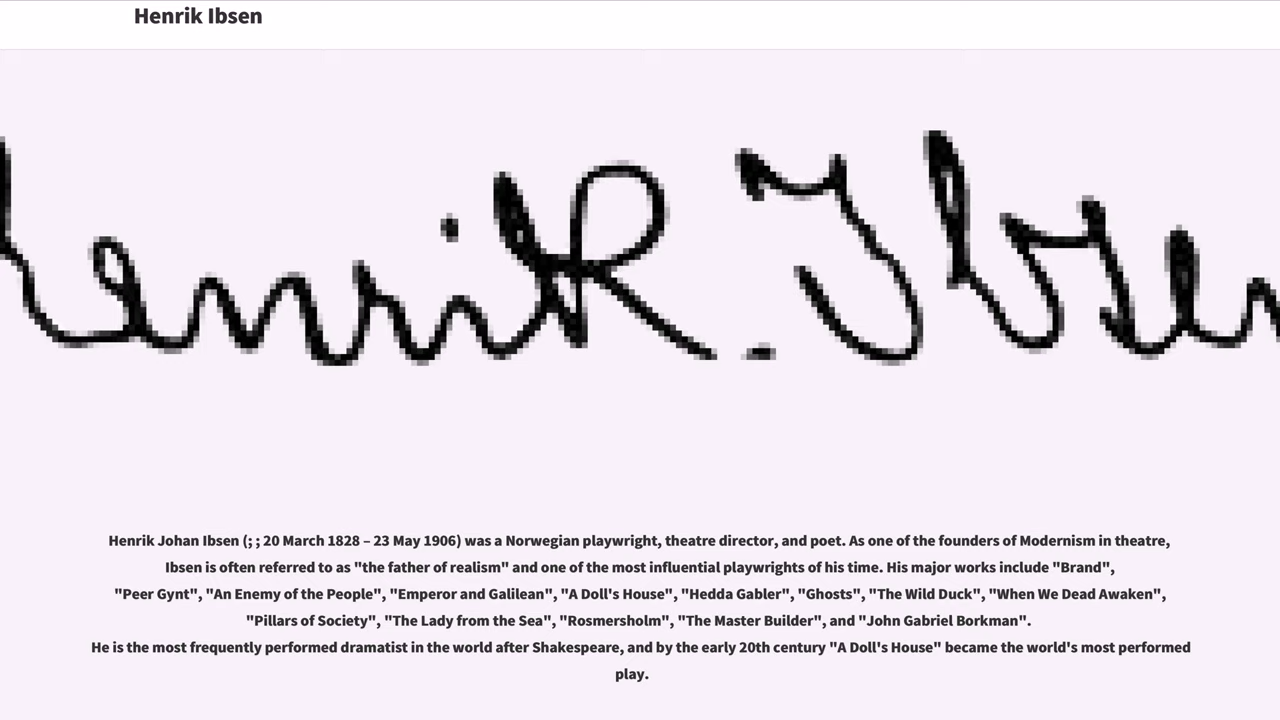 Henrik Ibsen
Henrik Ibsen
Henrik Johan Ibsen (; ; 20 March 1828 – 23 May 1906) was a Norwegian playwright, theatre director, and poet. As one of the founders of Modernism in theatre,
Ibsen is often referred to as "the father of realism" and one of the most influential playwrights of his time. His major works include "Brand",
"Peer Gynt", "An Enemy of the People", "Emperor and Galilean", "A Doll's House", "Hedda Gabler", "Ghosts", "The Wild Duck", "When We Dead Awaken",
"Pillars of Society", "The Lady from the Sea", "Rosmersholm", "The Master Builder", and "John Gabriel Borkman".
He is the most frequently performed dramatist in the world after Shakespeare, and by the early 20th century "A Doll's House" became the world's most performed
play.